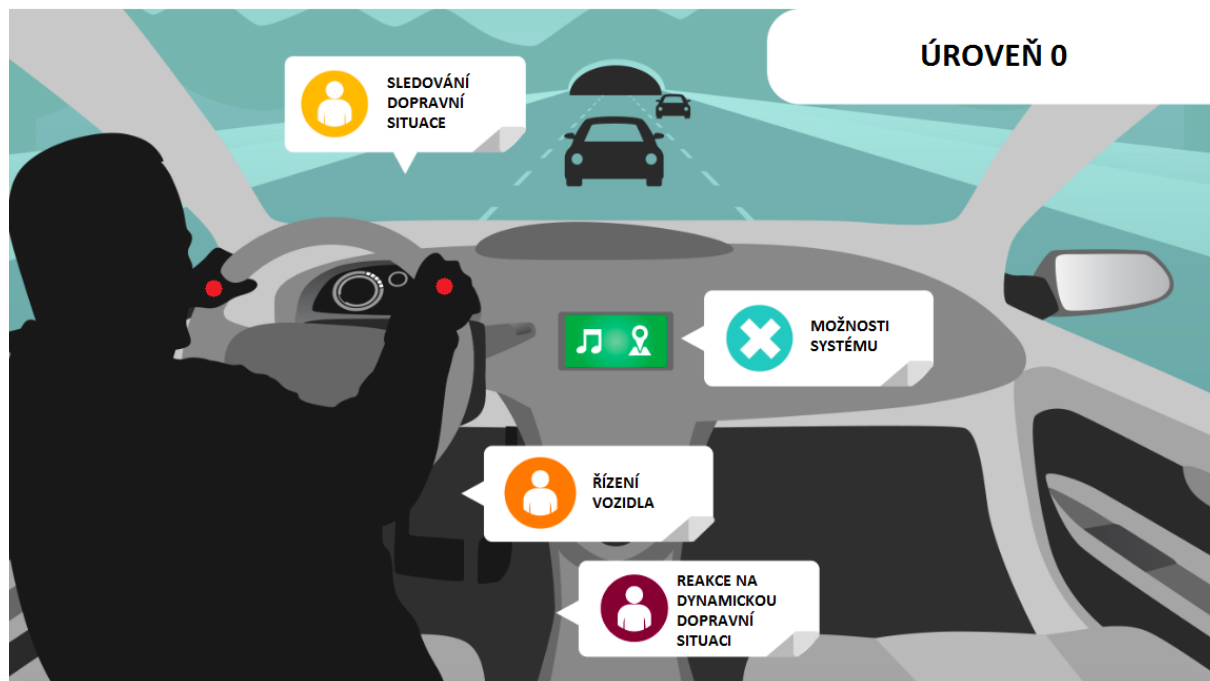 ÚROVEŇ 0
SLEDOVÁNÍ
DOPRAVNÍ
SITUACE
MOŽNOSTI
SYSTÉMU
ŘÍZENÍ
VOZIDLA
REAKCE NA
DYNAMICKOU
DOPRAVNÍ
SITUACI